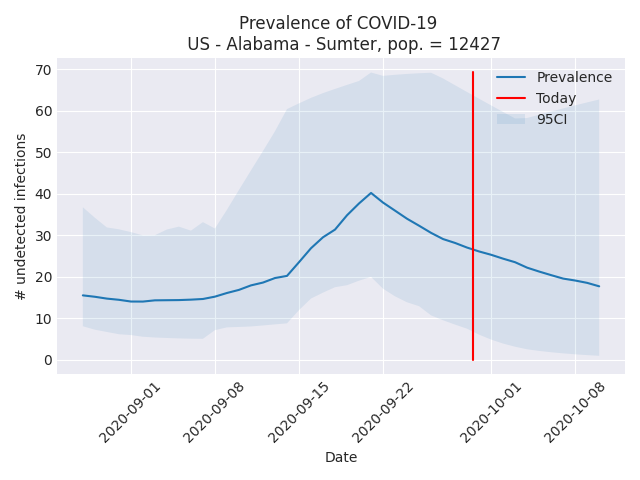 Prevalence of COVID-19
US - Alabama - Sumter, pop. = 12427
# undetected infections
70
60
50
40
30
20
10
0
Prevalence
Today
95CI
2020-09-01
2020-09-08
2020-09-15
2020-09-22
2020-10-01
2020-10-08
Date